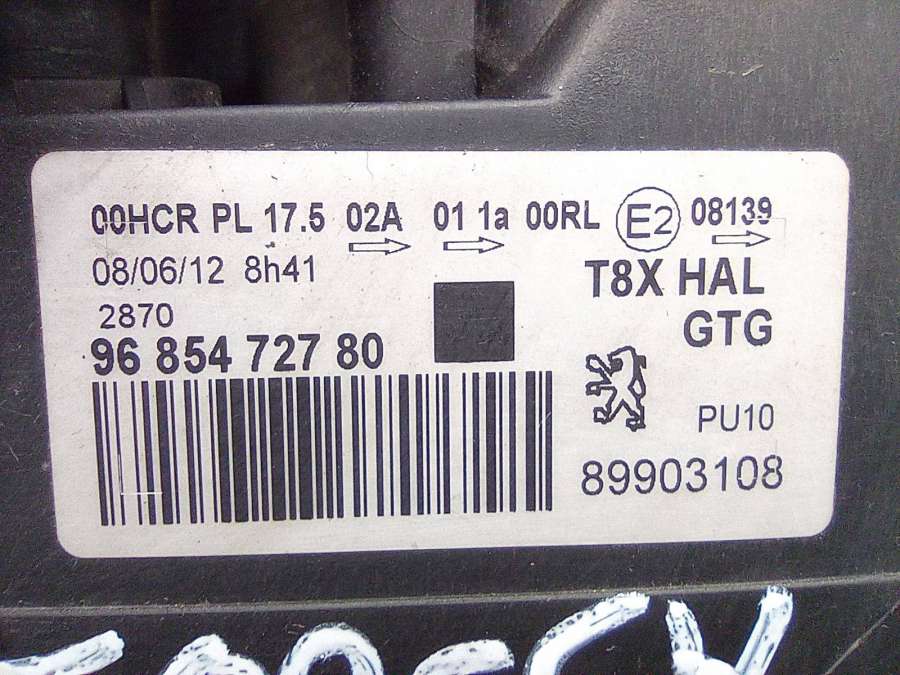 00HCR PL 17.5 02A 01 1a 00RL E2 08139
08/06/12 8h41
T8X HAL
2870
GTG
96 854 727 80
PU10
89903108